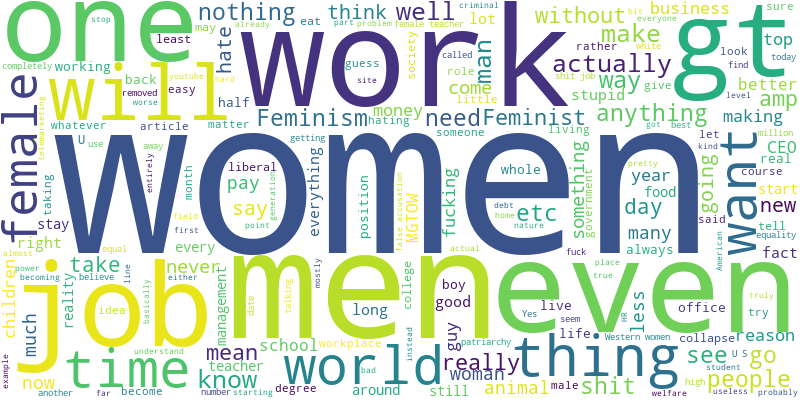 one
work
gt
women
will
men
even
job
thing
world
time
want
female
stop
some
already
bit
everyone
sure
nothing
think
well
lot
without
business
part
problem
female teacher
criminal
eat
called
rather
white
look
top
today
may
least
society
man
make
working
back
removed
worse
youtube
easy
guess
site
hard
role
come
little
actually
shit job
way
give
find
better
level
completely
telemarketing
hate
half
money
stupid
anything
amp
whatever
article
matter
Feminism
hating
need
Feminist
someone
living
got
best
making
million
U
use
away
getting
let
kind
CEO
taking
entirely
month
liberal
generation
everything
pay
position
false accusation
MGTOW
fucking
whole
something
government
year
food
pretty
going
real
course
start
new
stay
say
debt
home
etc
day
nature
said
tell
equality
right
every
field
first
point
many
always
American
fact
almost
equal
actual
fuck
power
becoming
take
never
management
mostly
college
boy
good
place
true
less
office
truly
children
line
believe
either
idea
basically
date
talking
long
guy
live
Yes
seem
HR
try
much
reality
school
workplace
instead
patriarchy
life
Western women
collapse
reason
example
now
understand
mean
know
teacher
bad
really
woman
see
U S
go
people
student
another
far
become
number
starting
degree
around
still
animal
male
shit
welfare
high
useless
probably